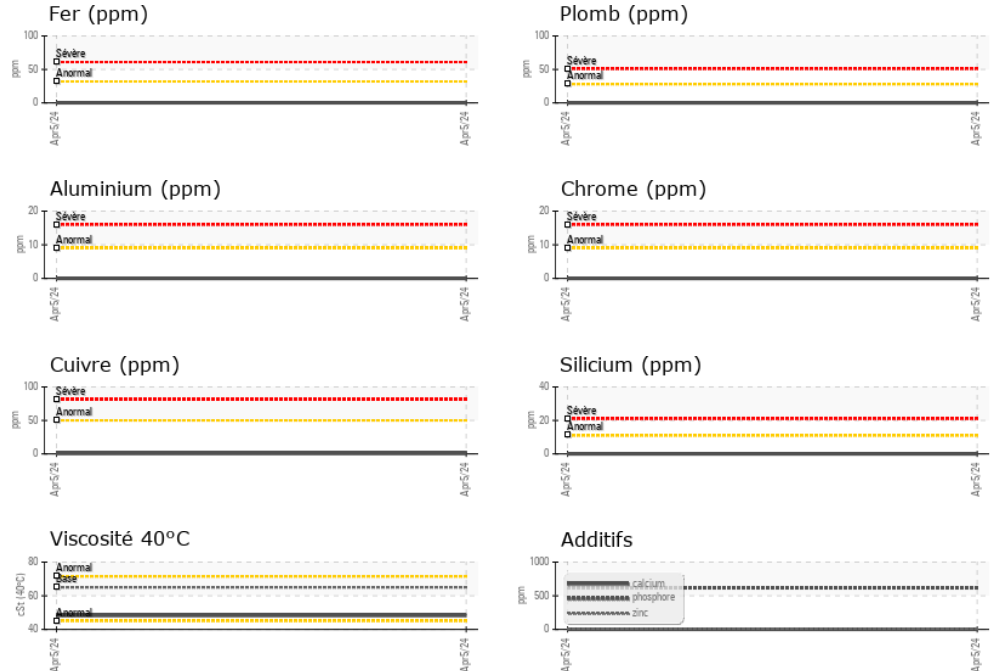 Fer (ppm)
100
50
0
ppm
Sévère
Anormal
Apr5/24
Apr5/24
Plomb (ppm)
100
50
0
ppm
Sévère
Anormal
Apr5/24
Apr5/24
Aluminium (ppm)
20
10
0
ppm
Sévère
Anormal
Apr5/24
Apr5/24
Chrome (ppm)
20
10
0
ppm
Sévère
Anormal
Apr5/24
Apr5/24
Cuivre (ppm)
100
50
0
ppm
Sévère
Anormal
Apr5/24
Apr5/24
Silicium (ppm)
40
20
0
ppm
Sévère
Anormal
Apr5/24
Apr5/24
Viscosité 40°C
80
60
40
cSt (40ºC)
Anormal
Base
Anormal
Apr5/24
Apr5/24
Additifs
1000
500
0
ppm
calcium
phosphore
zinc
Apr5/24
Apr5/24